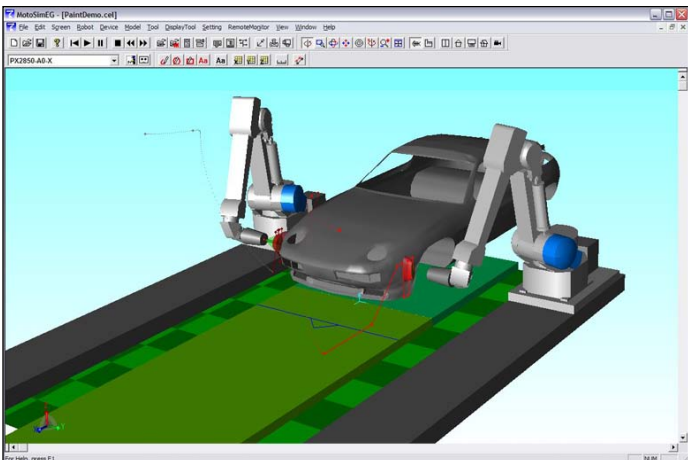 MotoSimEG - [PaintDemo.cel]
File Edit Screen Robot Device Model Tool DisplayTool Setting RemoteMonitor View Window Help
PX2850-A0-X
Aa Aa
For Help, press F1
NUM